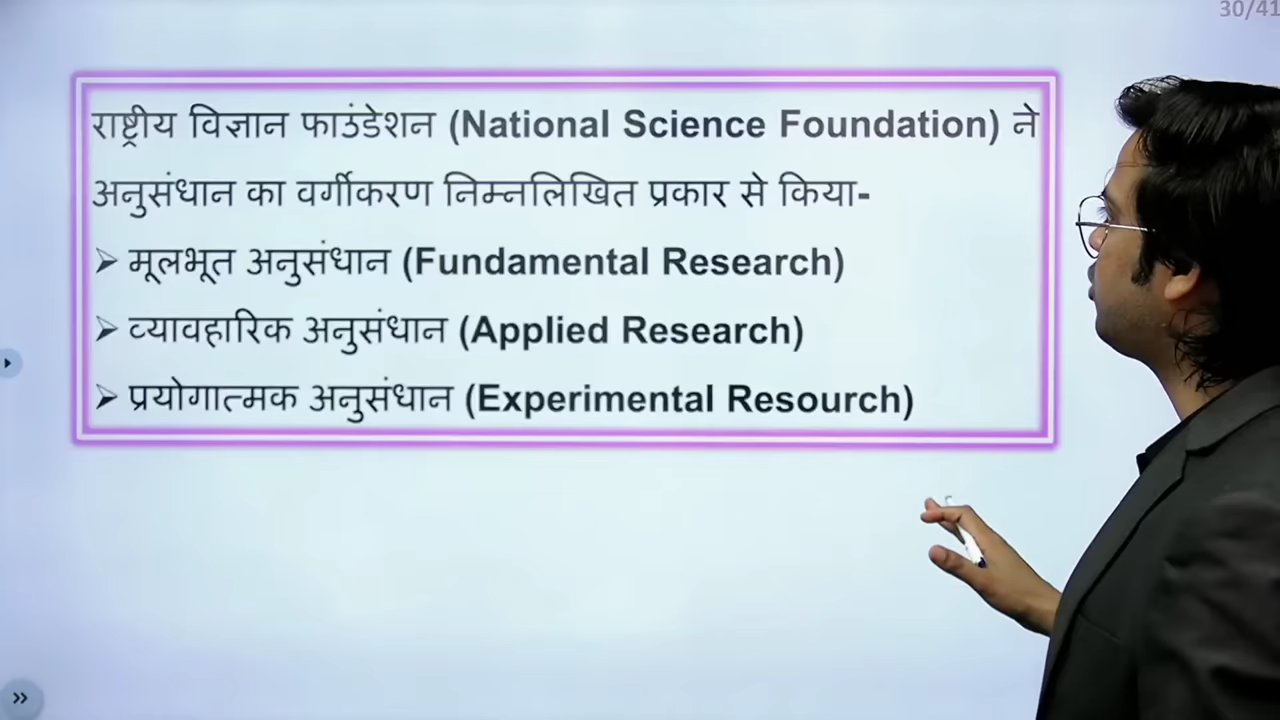 30/41
राष्ट्रीय विज्ञान फाउंडेशन (National Science Foundation) ने
अनुसंधान का वर्गीकरण निम्नलिखित प्रकार से किया-
➢ मूलभूत अनुसंधान (Fundamental Research)
➢ व्यावहारिक अनुसंधान (Applied Research)
➢ प्रयोगात्मक अनुसंधान (Experimental Resourch)